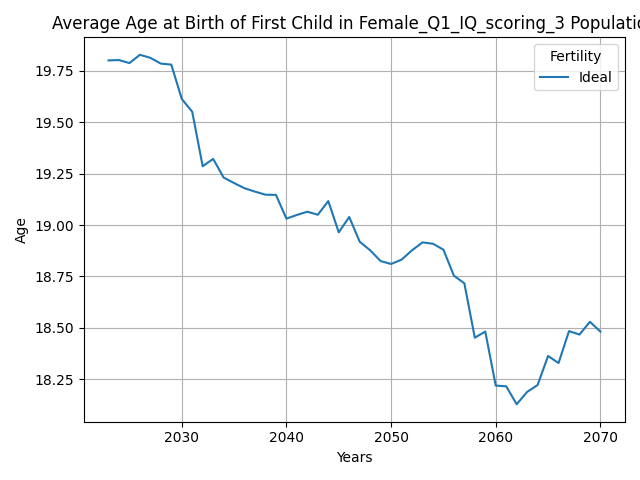 Average Age at Birth of First Child in Female_Q1_IQ_scoring_3 Populatio
Fertility
Ideal
19.75
19.50
19.25
19.00
18.75
18.50
18.25
Age
2030 2040 2050 2060 2070
Years